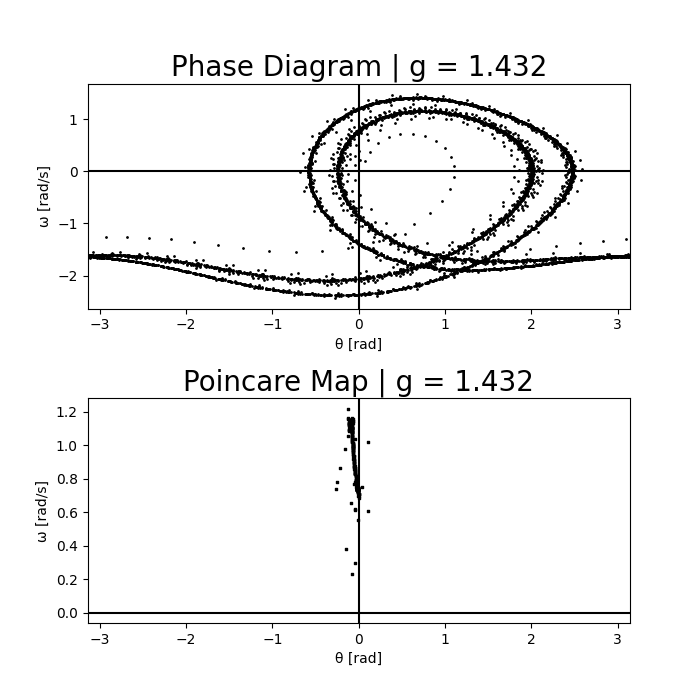 Phase Diagram | g = 1.432
1
0
−1
−2
ω [rad/s]
−3 −2 −1 0 1 2 3
θ [rad]
Poincare Map | g = 1.432
1.2
1.0
0.8
0.6
0.4
0.2
0.0
ω [rad/s]
−3 −2 −1 0 1 2 3
θ [rad]